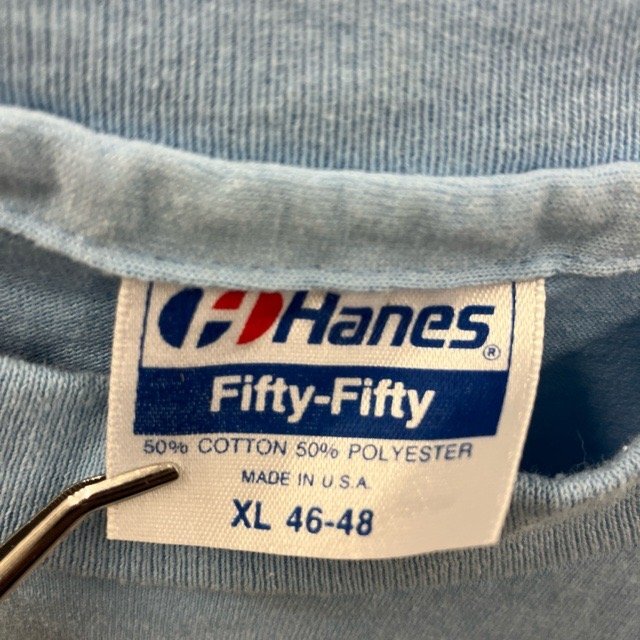 Hanes®
Fifty-Fifty
50% COTTON 50% POLYESTER
MADE IN U.S.A.
XL 46-48